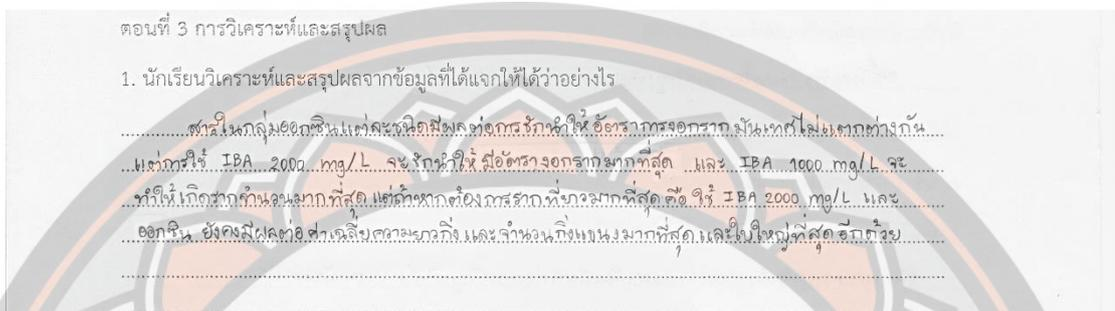 ตอนที่ 3 การวิเคราะห์และสรุปผล
1. นักเรียนวิเคราะห์และสรุปผลจากข้อมูลที่ได้แจกให้ได้ว่าอย่างไร
สารในกลุ่มออกซินแต่ละชนิดมีผลต่อการชักนำให้อัตราการงอกราก มันเทศไม่แตกต่างกัน
แต่การใช้ IBA 2000 mg/L จะชักนำให้มีอัตรางอกรากมากที่สุด และ IBA 1000 mg/L จะ
ทำให้เกิดรากจำนวนมากที่สุด แต่ถ้าหากต้องการราก ที่ยาวมากที่สุด คือ ใช้ IBA 2000 mg/L และ
ออกซิน ยังคงมีผลต่อ ค่าเฉลี่ยความยาวกิ่ง และ จำนวนกิ่งแขนงมากที่สุด และใบใหญ่ที่สุด อีกด้วย